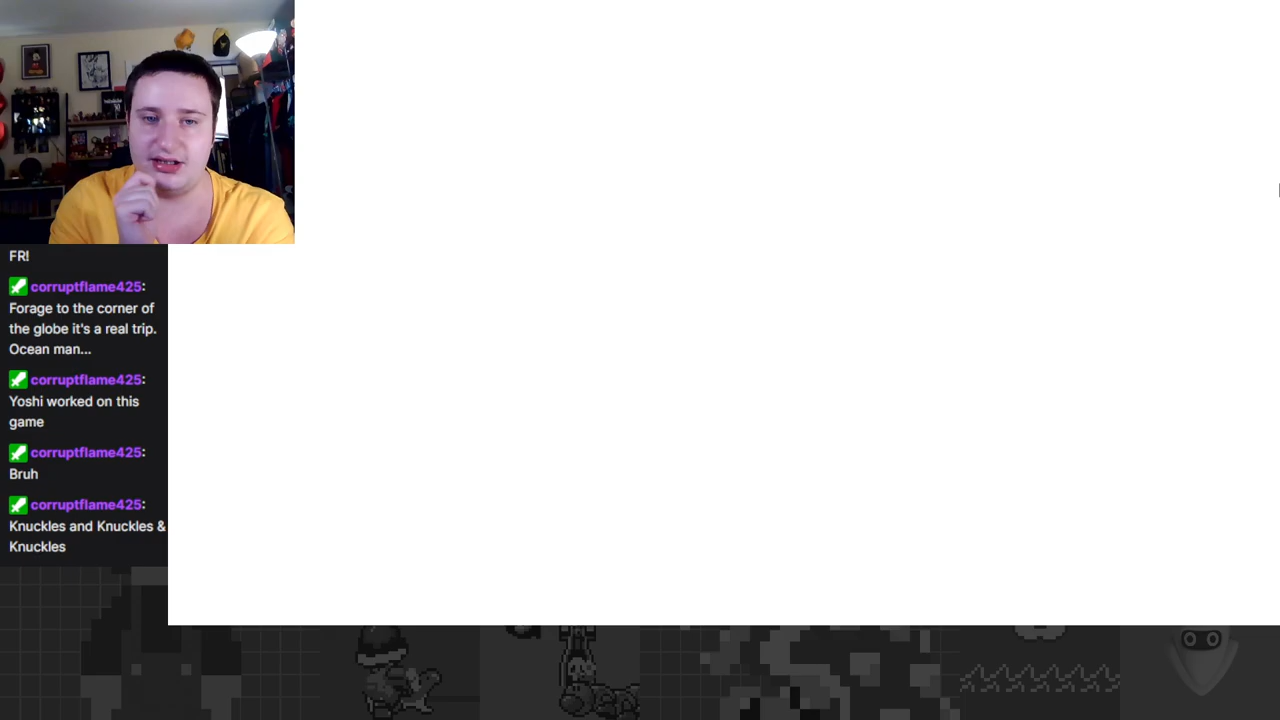 FR!
corruptflame425:
Forage to the corner of
the globe it's a real trip.
Ocean man...
corruptflame425:
Yoshi worked on this
game
corruptflame425:
Bruh
corruptflame425:
Knuckles and Knuckles &
Knuckles